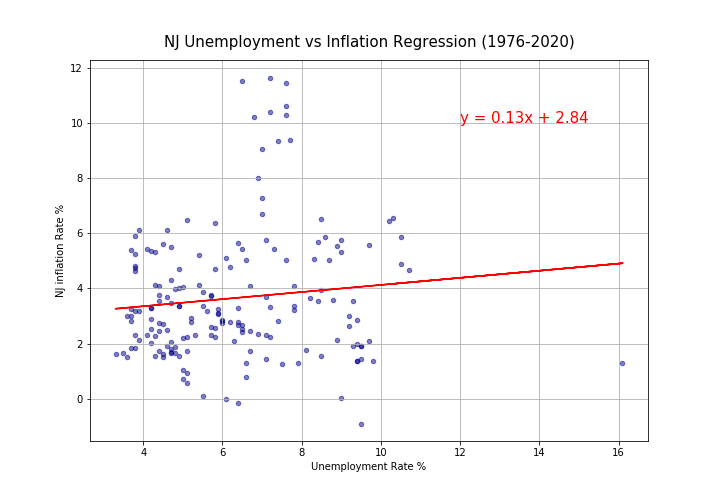 NJ Unemployment vs Inflation Regression (1976-2020)
12
10
8
6
4
2
0
NJ inflation Rate %
y = 0.13x + 2.84
4 6 8 10 12 14 16
Unemployment Rate %